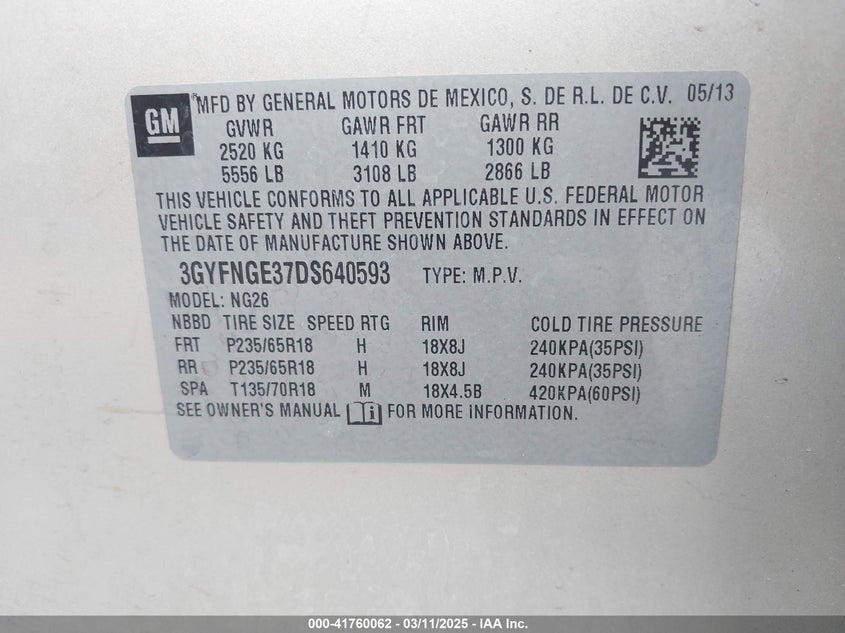 GM
MFD BY GENERAL MOTORS DE MEXICO, S. DE R.L. DE C.V. 05/13
GVWR GAWR FRT GAWR RR
2520 KG 1410 KG 1300 KG
5556 LB 3108 LB 2866 LB
THIS VEHICLE CONFORMS TO ALL APPLICABLE U.S. FEDERAL MOTOR
VEHICLE SAFETY AND THEFT PREVENTION STANDARDS IN EFFECT ON
THE DATE OF MANUFACTURE SHOWN ABOVE.
3GYFNGE37DS640593 TYPE: M.P.V.
MODEL: NG26
NBBD TIRE SIZE SPEED RTG RIM COLD TIRE PRESSURE
FRT P235/65R18 H 18X8J 240KPA(35PSI)
RR P235/65R18 H 18X8J 240KPA(35PSI)
SPA T135/70R18 M 18X4.5B 420KPA(60PSI)
SEE OWNER'S MANUAL i FOR MORE INFORMATION.
000-41760062 - 03/11/2025 - IAA Inc.